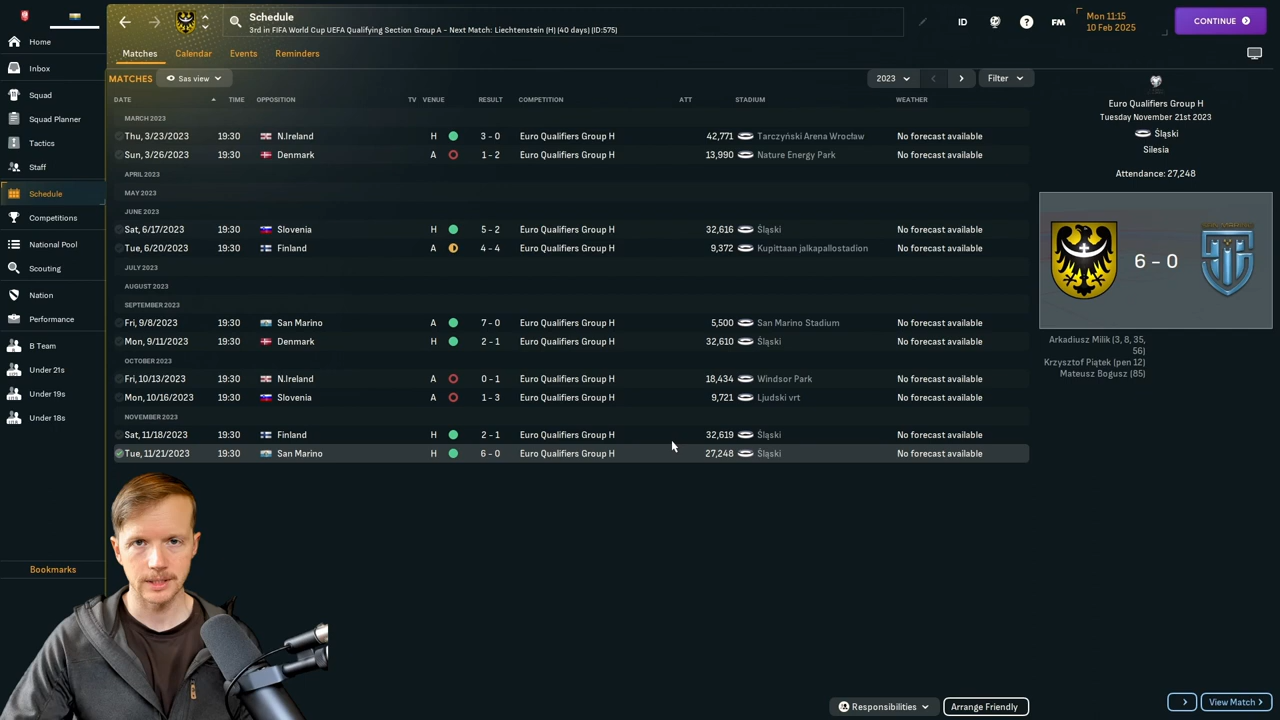 Schedule
3rd in FIFA World Cup UEFA Qualifying Section Group A - Next Match: Liechtenstein (H) (40 days) (ID:575)
ID
FM
Mon 11:15
10 Feb 2025
CONTINUE
Home
Inbox
Squad
Squad Planner
Tactics
Staff
Schedule
Competitions
National Pool
Scouting
Nation
Performance
B Team
Under 21s
Under 19s
Under 18s
Bookmarks
Matches Calendar Events Reminders
MATCHES Sas view 2023 Filter
DATE TIME OPPOSITION TV VENUE RESULT COMPETITION ATT STADIUM WEATHER
MARCH 2023
Thu, 3/23/2023 19:30 N.Ireland H 3 - 0 Euro Qualifiers Group H 42,771 Tarczyński Arena Wrocław No forecast available
Sun, 3/26/2023 19:30 Denmark A 1 - 2 Euro Qualifiers Group H 13,990 Nature Energy Park No forecast available
APRIL 2023
MAY 2023
JUNE 2023
Sat, 6/17/2023 19:30 Slovenia H 5 - 2 Euro Qualifiers Group H 32,616 Śląski No forecast available
Tue, 6/20/2023 19:30 Finland A 4 - 4 Euro Qualifiers Group H 9,372 Kupittaan jalkapallostadion No forecast available
JULY 2023
AUGUST 2023
SEPTEMBER 2023
Fri, 9/8/2023 19:30 San Marino A 7 - 0 Euro Qualifiers Group H 5,500 San Marino Stadium No forecast available
Mon, 9/11/2023 19:30 Denmark H 2 - 1 Euro Qualifiers Group H 32,610 Śląski No forecast available
OCTOBER 2023
Fri, 10/13/2023 19:30 N.Ireland A 0 - 1 Euro Qualifiers Group H 18,434 Windsor Park No forecast available
Mon, 10/16/2023 19:30 Slovenia A 1 - 3 Euro Qualifiers Group H 9,721 Ljudski vrt No forecast available
NOVEMBER 2023
Sat, 11/18/2023 19:30 Finland H 2 - 1 Euro Qualifiers Group H 32,619 Śląski No forecast available
Tue, 11/21/2023 19:30 San Marino H 6 - 0 Euro Qualifiers Group H 27,248 Śląski No forecast available
Euro Qualifiers Group H
Tuesday November 21st 2023
Śląski
Silesia
Attendance: 27,248
6 - 0
Arkadiusz Milik (3, 8, 35,
56)
Krzysztof Piątek (pen 12)
Mateusz Bogusz (85)
Responsibilities
Arrange Friendly
View Match